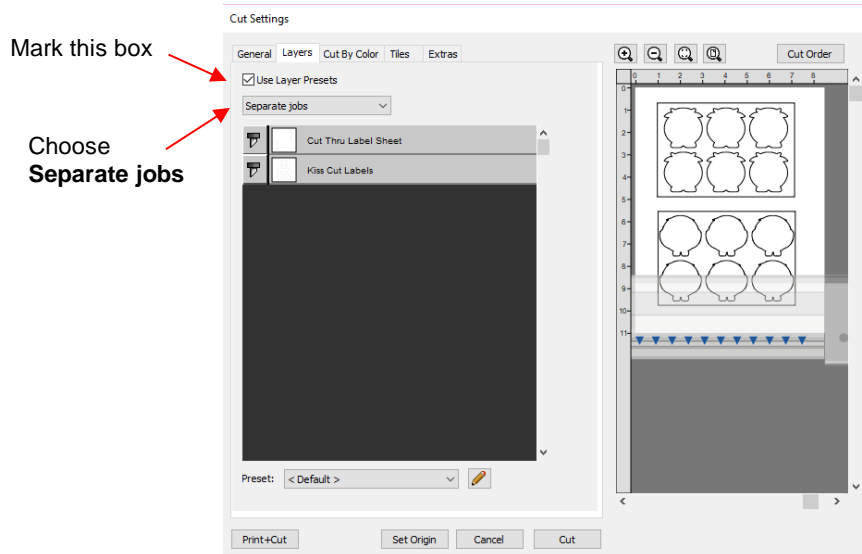 Cut Settings
Mark this box
General Layers Cut By Color Tiles Extras
Cut Order
Use Layer Presets
0 1 2 3 4 5 6 7 8
Separate jobs
Choose
Separate jobs
Cut Thru Label Sheet
Kiss Cut Labels
0
1
2
3
4
5
6
7
8
9
10
11
Preset: < Default >
Print+Cut Set Origin Cancel Cut